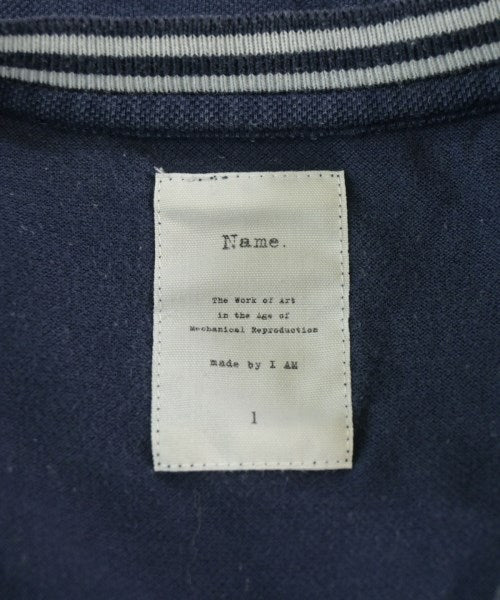 Name.
The Work of Art
in the Age of
Mechanical Reproduction
made by I AM
1